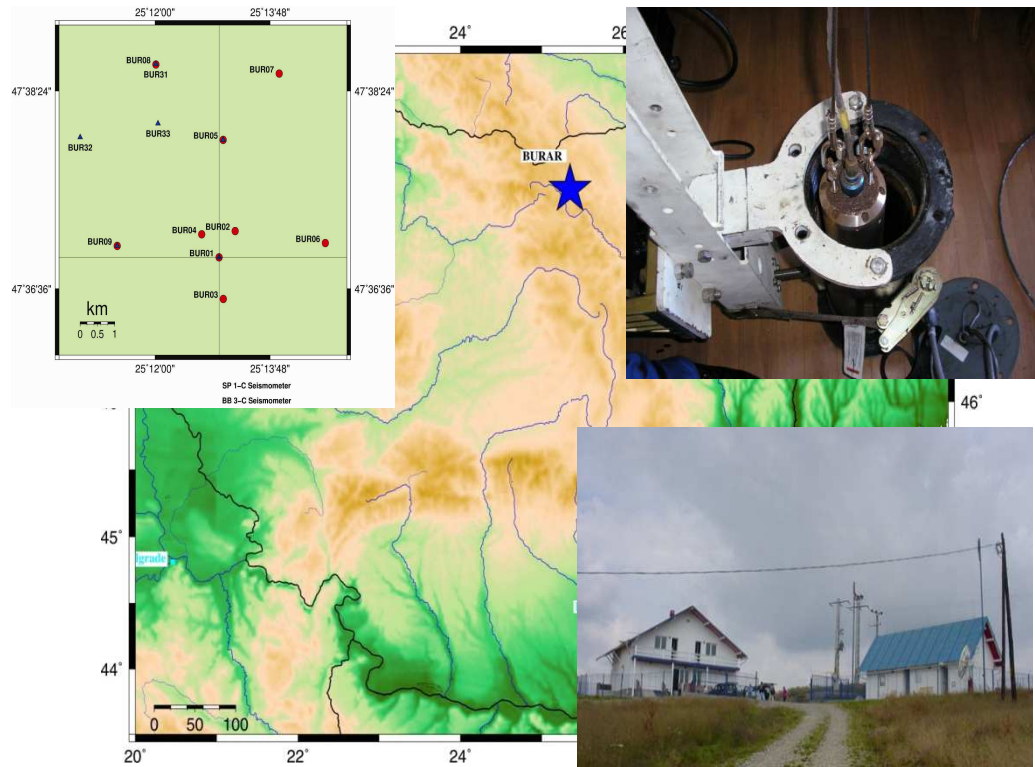 25°12'00" 25°13'48"
BUR08
BUR31
BUR07
47°38'24" 47°38'24"
BUR33
BUR32
BUR05
BUR04 BUR02
BUR09
BUR06
BUR01
47°36'36" 47°36'36"
BUR03
km
0 0.5 1
25°12'00" 25°13'48"
SP 1-C Seismometer
BB 3-C Seismometer
24° 26
BURAR
46°
45°
lgrade
44°
0 50 100
20° 22° 24°